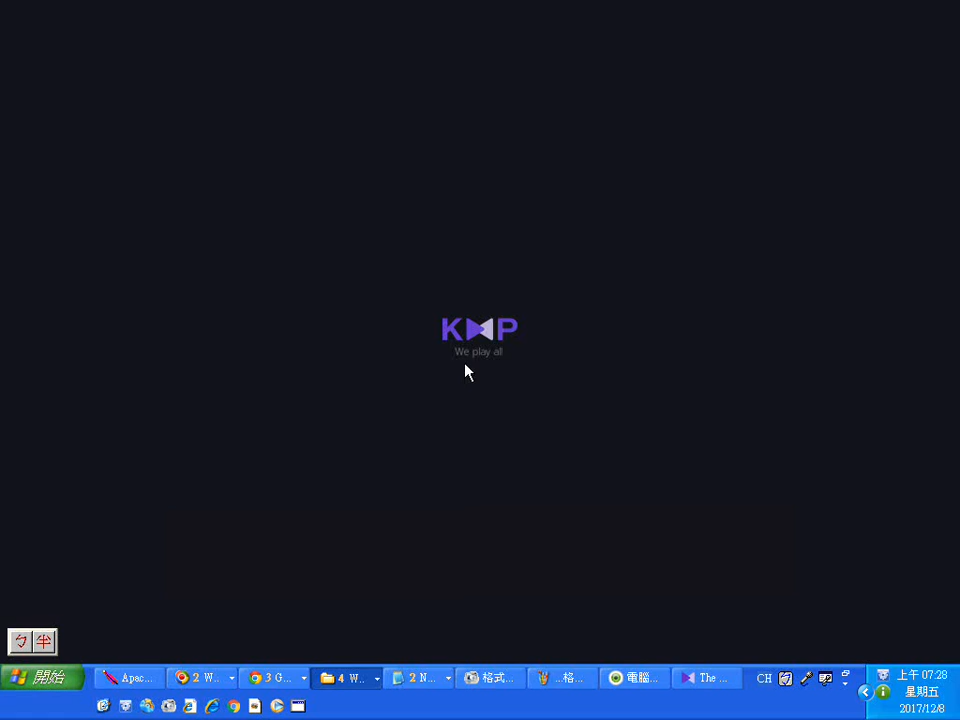 KMP
We play all
ㄅ半
開始
Apac...
2 W...
3 G...
4 W...
2 N...
格式...
...格...
電腦...
The ...
CH
上午 07:28
星期五
2017/12/8